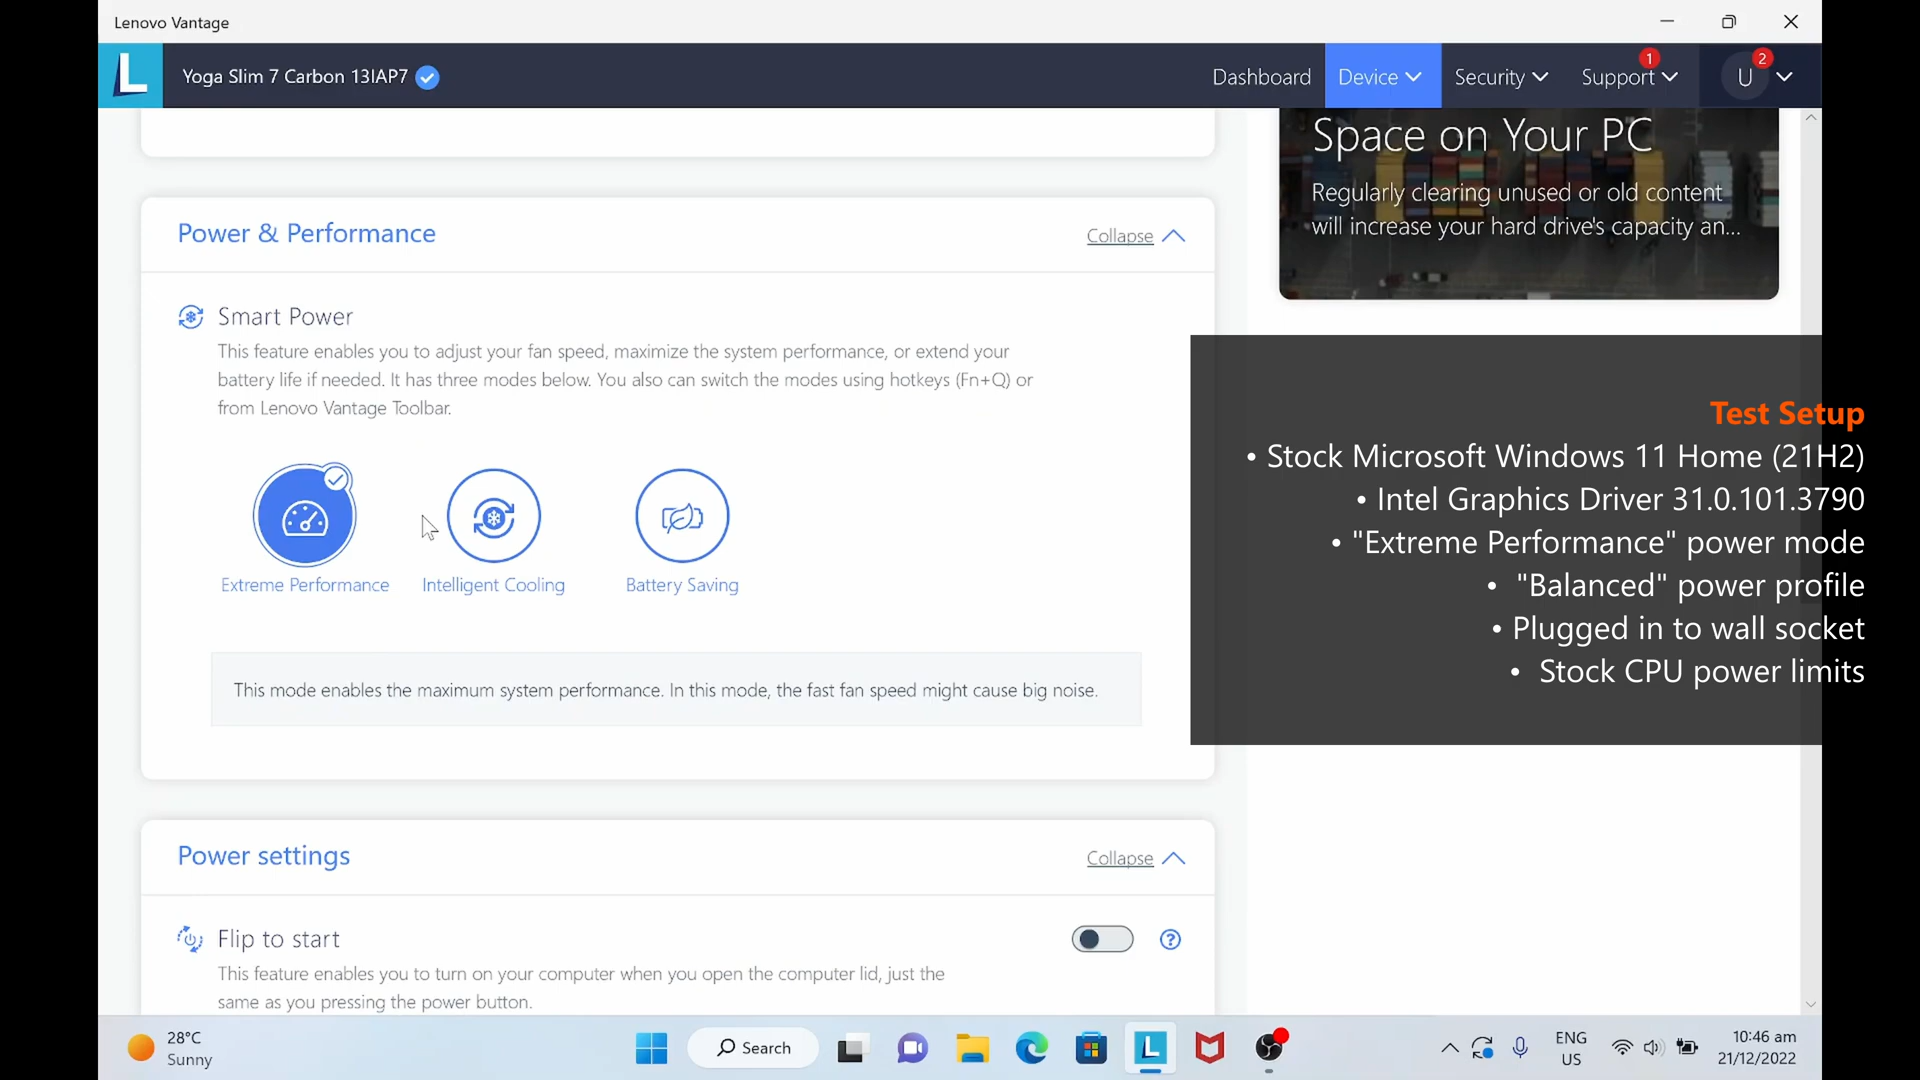 Lenovo Vantage
L
Yoga Slim 7 Carbon 13IAP7
Dashboard
Device
Security
Support
1
U
2
Space on Your PC
Regularly clearing unused or old content
will increase your hard drive's capacity an...
Power & Performance
Collapse
Smart Power
This feature enables you to adjust your fan speed, maximize the system performance, or extend your
battery life if needed. It has three modes below. You also can switch the modes using hotkeys (Fn+Q) or
from Lenovo Vantage Toolbar.
Extreme Performance
Intelligent Cooling
Battery Saving
This mode enables the maximum system performance. In this mode, the fast fan speed might cause big noise.
Test Setup
• Stock Microsoft Windows 11 Home (21H2)
• Intel Graphics Driver 31.0.101.3790
• "Extreme Performance" power mode
• "Balanced" power profile
• Plugged in to wall socket
• Stock CPU power limits
Power settings
Collapse
Flip to start
?
This feature enables you to turn on your computer when you open the computer lid, just the
same as you pressing the power button.
28°C
Sunny
Search
L
ENG
US
10:46 am
21/12/2022